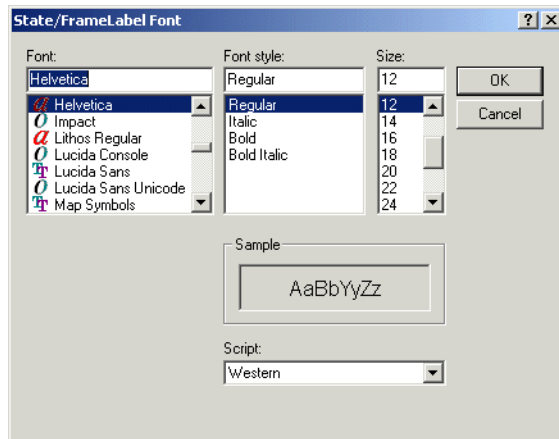 State/FrameLabel Font
Font:
Font style:
Size:
Helvetica
Regular
12
OK
Cancel
Helvetica
Impact
Lithos Regular
Lucida Console
Lucida Sans
Lucida Sans Unicode
Map Symbols
Regular
Italic
Bold
Bold Italic
12
14
16
18
20
22
24
Sample
AaBbYyZz
Script:
Western